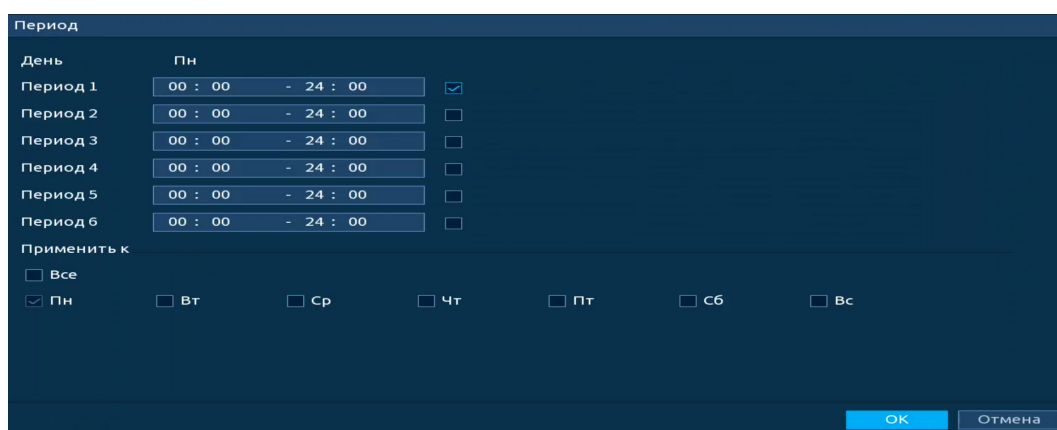 Период
День Пн
Период 1 00 : 00 - 24 : 00
Период 2 00 : 00 - 24 : 00
Период 3 00 : 00 - 24 : 00
Период 4 00 : 00 - 24 : 00
Период 5 00 : 00 - 24 : 00
Период 6 00 : 00 - 24 : 00
Применить к
Все
Пн Вт Ср Чт Пт Сб Вс
OK Отмена